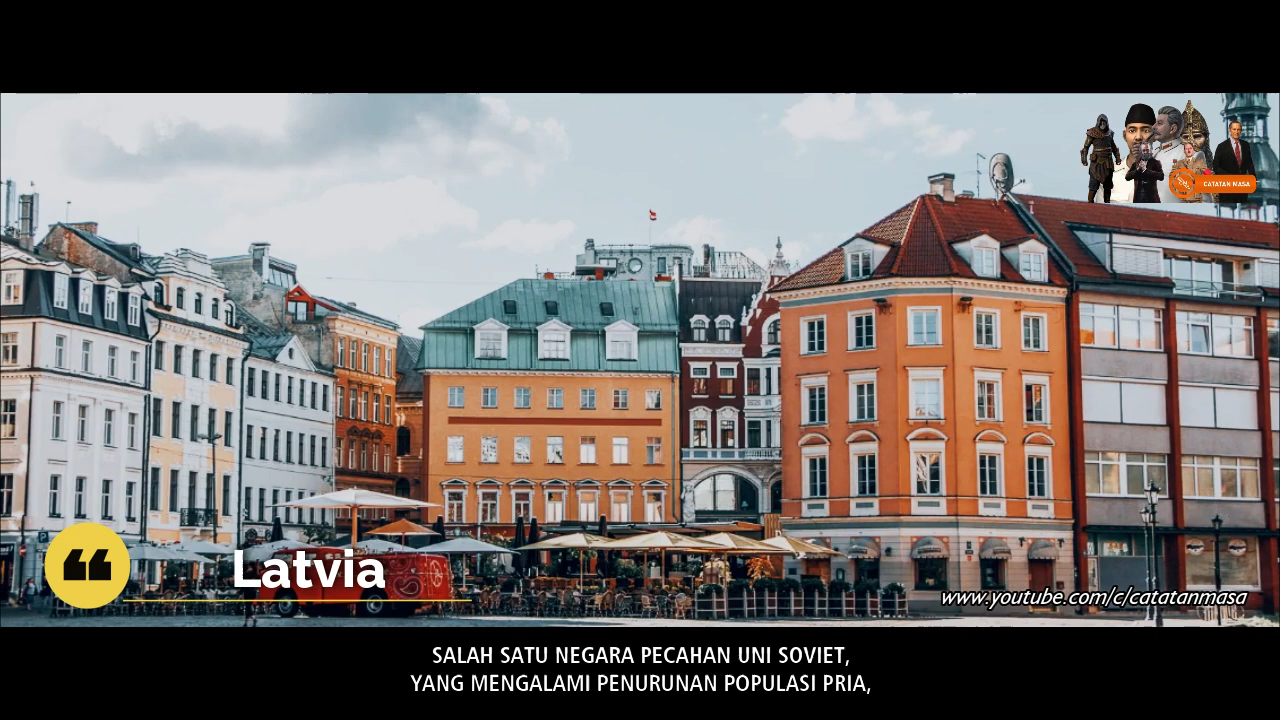 CATATAN MASA
Latvia
www.youtube.com/c/catatanmasa
SALAH SATU NEGARA PECAHAN UNI SOVIET,
YANG MENGALAMI PENURUNAN POPULASI PRIA,